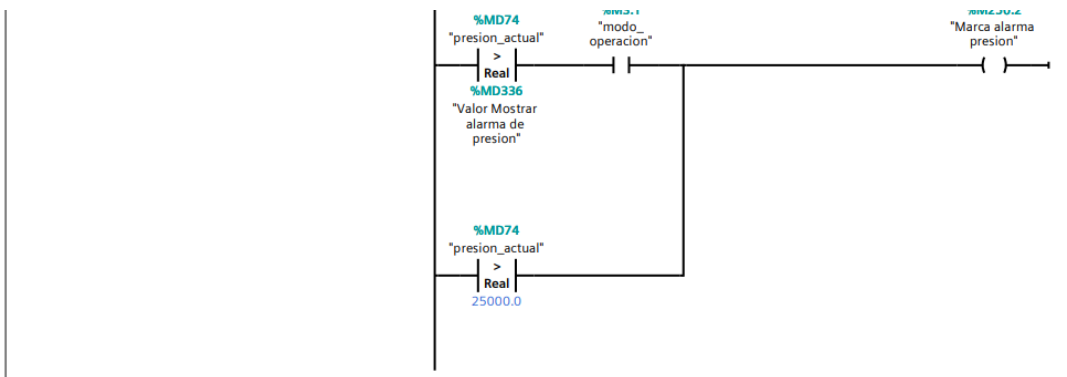 %MD74
"presion_actual"
>
Real
%MD336
"Valor Mostrar
alarma de
presion"
"modo_
operacion"
"Marca alarma
presion"
%MD74
"presion_actual"
>
Real
25000.0